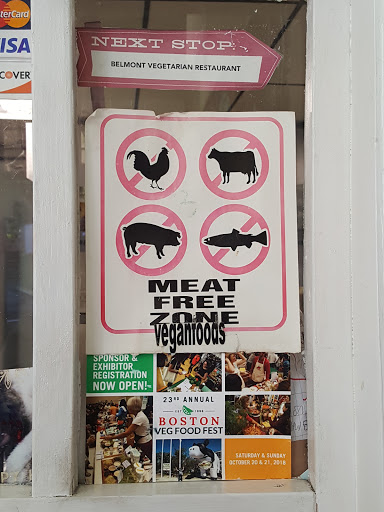 MasterCard
VISA
DISCOVER
NEXT STOP
BELMONT VEGETARIAN RESTAURANT
MEAT
FREE
ZONE
veganfoods
SPONSOR &
EXHIBITOR
REGISTRATION
NOW OPEN!
23RD ANNUAL
BOSTON
VEG FOOD FEST
SATURDAY & SUNDAY
OCTOBER 20 & 21, 2018